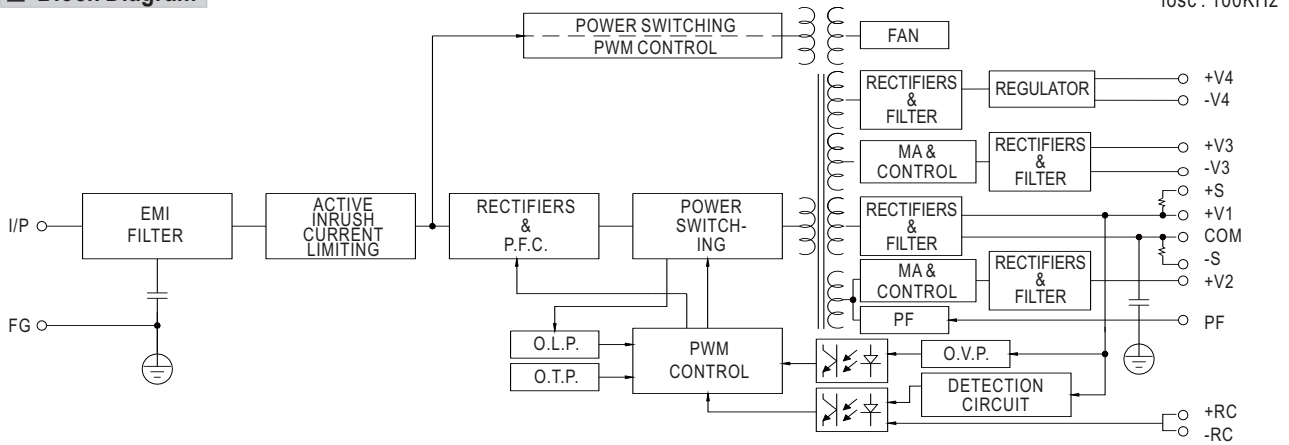 Block Diagram
fosc : 100KHz
POWER SWITCHING
PWM CONTROL
FAN
RECTIFIERS
&
FILTER
REGULATOR
+V4
-V4
MA &
CONTROL
RECTIFIERS
&
FILTER
+V3
-V3
I/P
EMI
FILTER
ACTIVE
INRUSH
CURRENT
LIMITING
RECTIFIERS
&
P.F.C.
POWER
SWITCH-
ING
RECTIFIERS
&
FILTER
+S
+V1
COM
-S
MA &
CONTROL
RECTIFIERS
&
FILTER
+V2
PF
PF
FG
O.L.P.
O.T.P.
PWM
CONTROL
O.V.P.
DETECTION
CIRCUIT
+RC
-RC